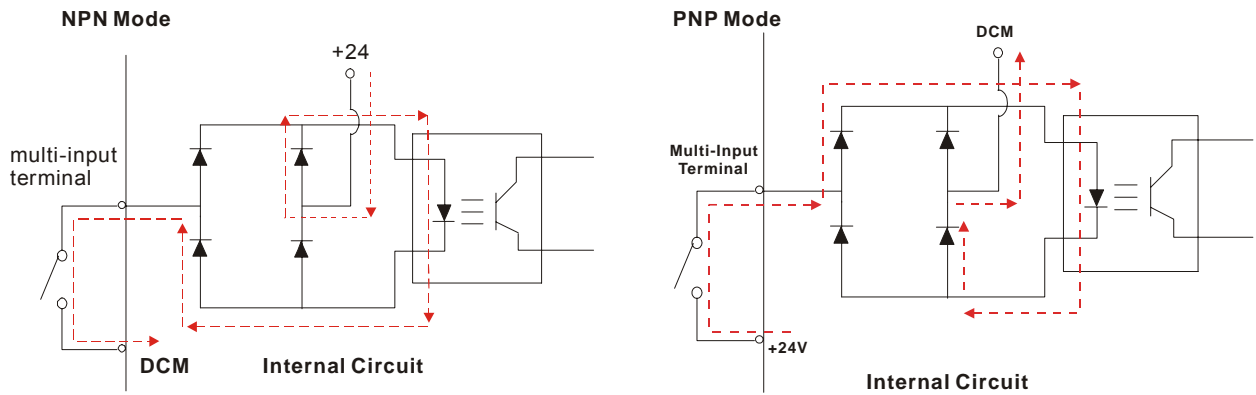 NPN Mode
+24
multi-input
terminal
DCM
Internal Circuit
PNP Mode
DCM
Multi-Input
Terminal
+24V
Internal Circuit